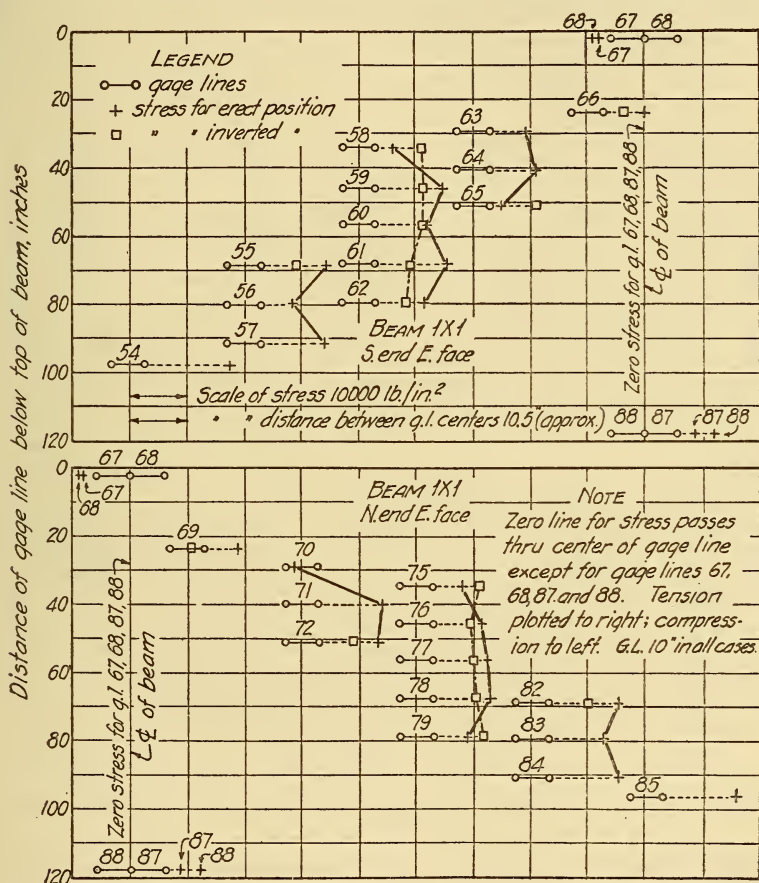 Distance of gage line below top of beam, inches
0
20
40
60
80
100
120
LEGEND
gage lines
stress for erect position
" " inverted "
68 67 67 68
66
63
64
65
58
59
60
61
62
55
56
57
54
BEAM 1X1
S.end E. face
Zero stress for g.l. 67, 68, 87, 88
℄ of beam
Scale of stress 10000 lb./in.²
" " distance between g.l. centers 10.5" (approx.)
88 87 87 88
0
20
40
60
80
100
120
67 68
67
68
69
70
71
72
75
76
77
78
79
82
83
84
85
BEAM 1X1
N.end E. face
NOTE
Zero line for stress passes
thru center of gage line
except for gage lines 67,
68,87 and 88. Tension
plotted to right; compress-
ion to left. G.L. 10" in all cases.
Zero stress for g.l. 67, 68, 87, 88
℄ of beam
88 87 87 88